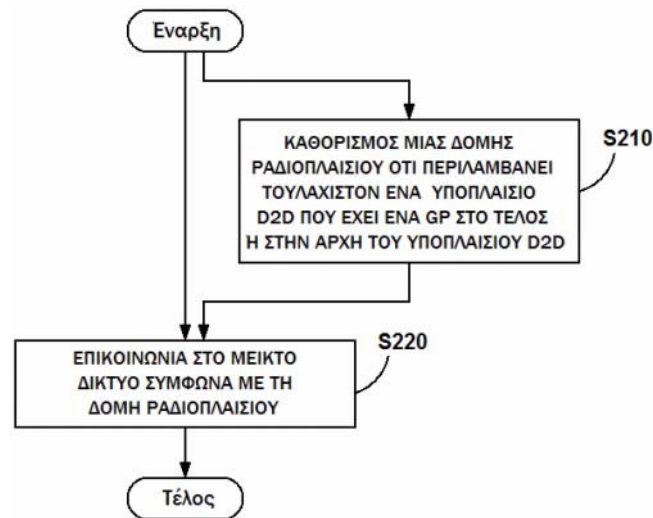 Έναρξη
ΚΑΘΟΡΙΣΜΟΣ ΜΙΑΣ ΔΟΜΗΣ
ΡΑΔΙΟΠΛΑΙΣΙΟΥ ΟΤΙ ΠΕΡΙΛΑΜΒΑΝΕΙ
ΤΟΥΛΑΧΙΣΤΟΝ ΕΝΑ ΥΠΟΠΛΑΙΣΙΟ
D2D ΠΟΥ ΕΧΕΙ ΕΝΑ GP ΣΤΟ ΤΕΛΟΣ
Η ΣΤΗΝ ΑΡΧΗ ΤΟΥ ΥΠΟΠΛΑΙΣΙΟΥ D2D
S210
ΕΠΙΚΟΙΝΩΝΙΑ ΣΤΟ ΜΕΙΚΤΟ
ΔΙΚΤΥΟ ΣΥΜΦΩΝΑ ΜΕ ΤΗ
ΔΟΜΗ ΡΑΔΙΟΠΛΑΙΣΙΟΥ
S220
Τέλος